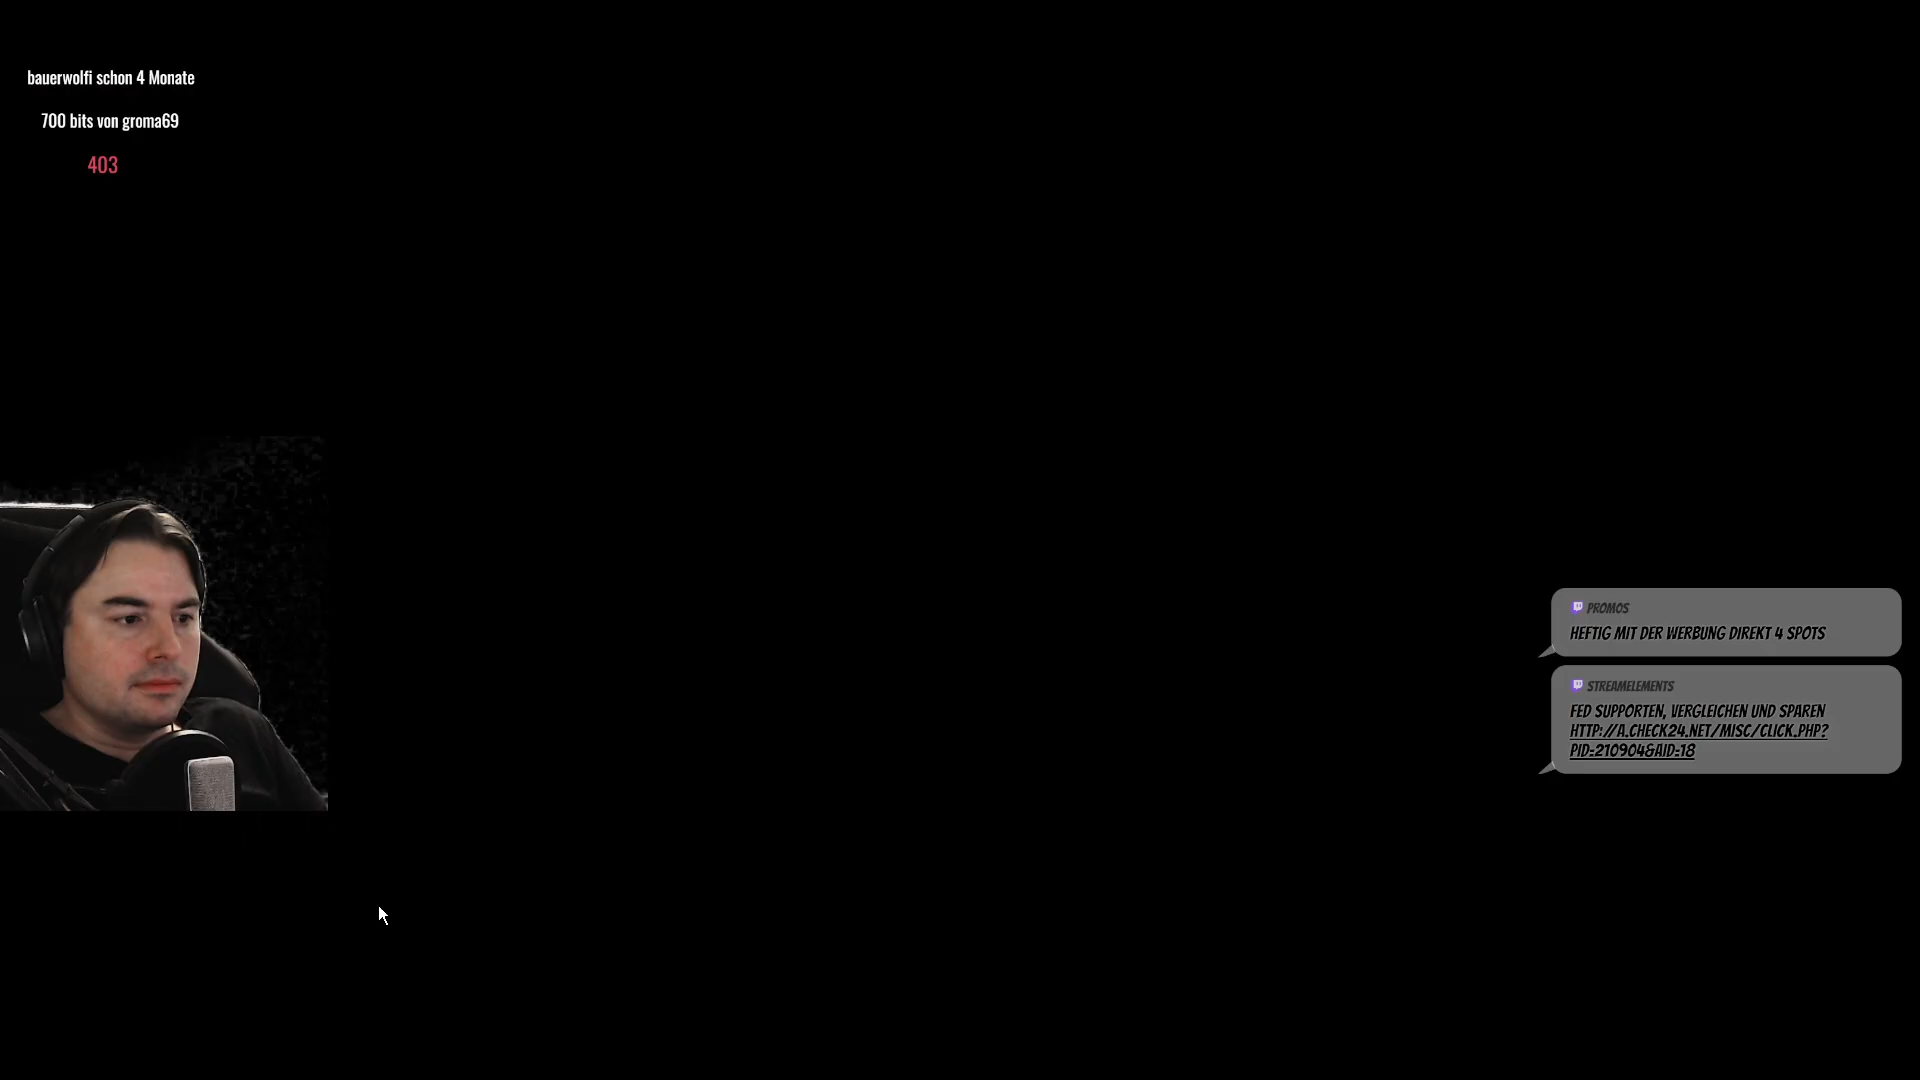 bauerwolfi schon 4 Monate
700 bits von groma69
403
PROMOS
HEFTIG MIT DER WERBUNG DIREKT 4 SPOTS
STREAMELEMENTS
FED SUPPORTEN, VERGLEICHEN UND SPAREN
HTTP://A.CHECK24.NET/MISC/CLICK.PHP?
PID=210904&AID=18